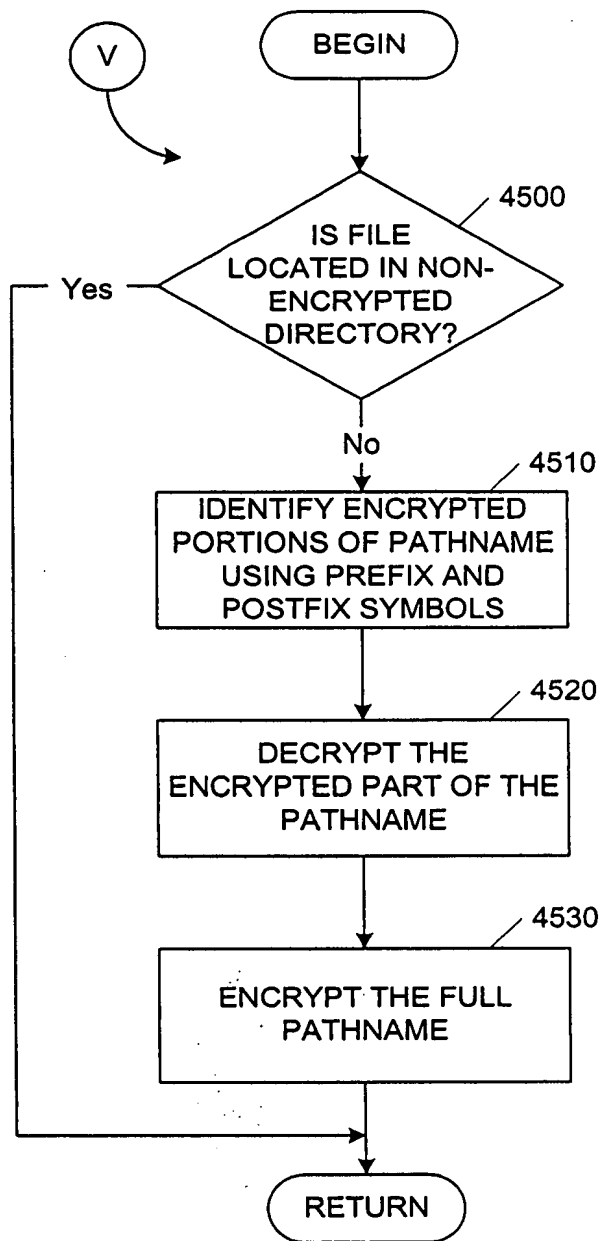 V
BEGIN
4500
IS FILE
LOCATED IN NON-
ENCRYPTED
DIRECTORY?
Yes
No
4510
IDENTIFY ENCRYPTED
PORTIONS OF PATHNAME
USING PREFIX AND
POSTFIX SYMBOLS
4520
DECRYPT THE
ENCRYPTED PART OF THE
PATHNAME
4530
ENCRYPT THE FULL
PATHNAME
RETURN